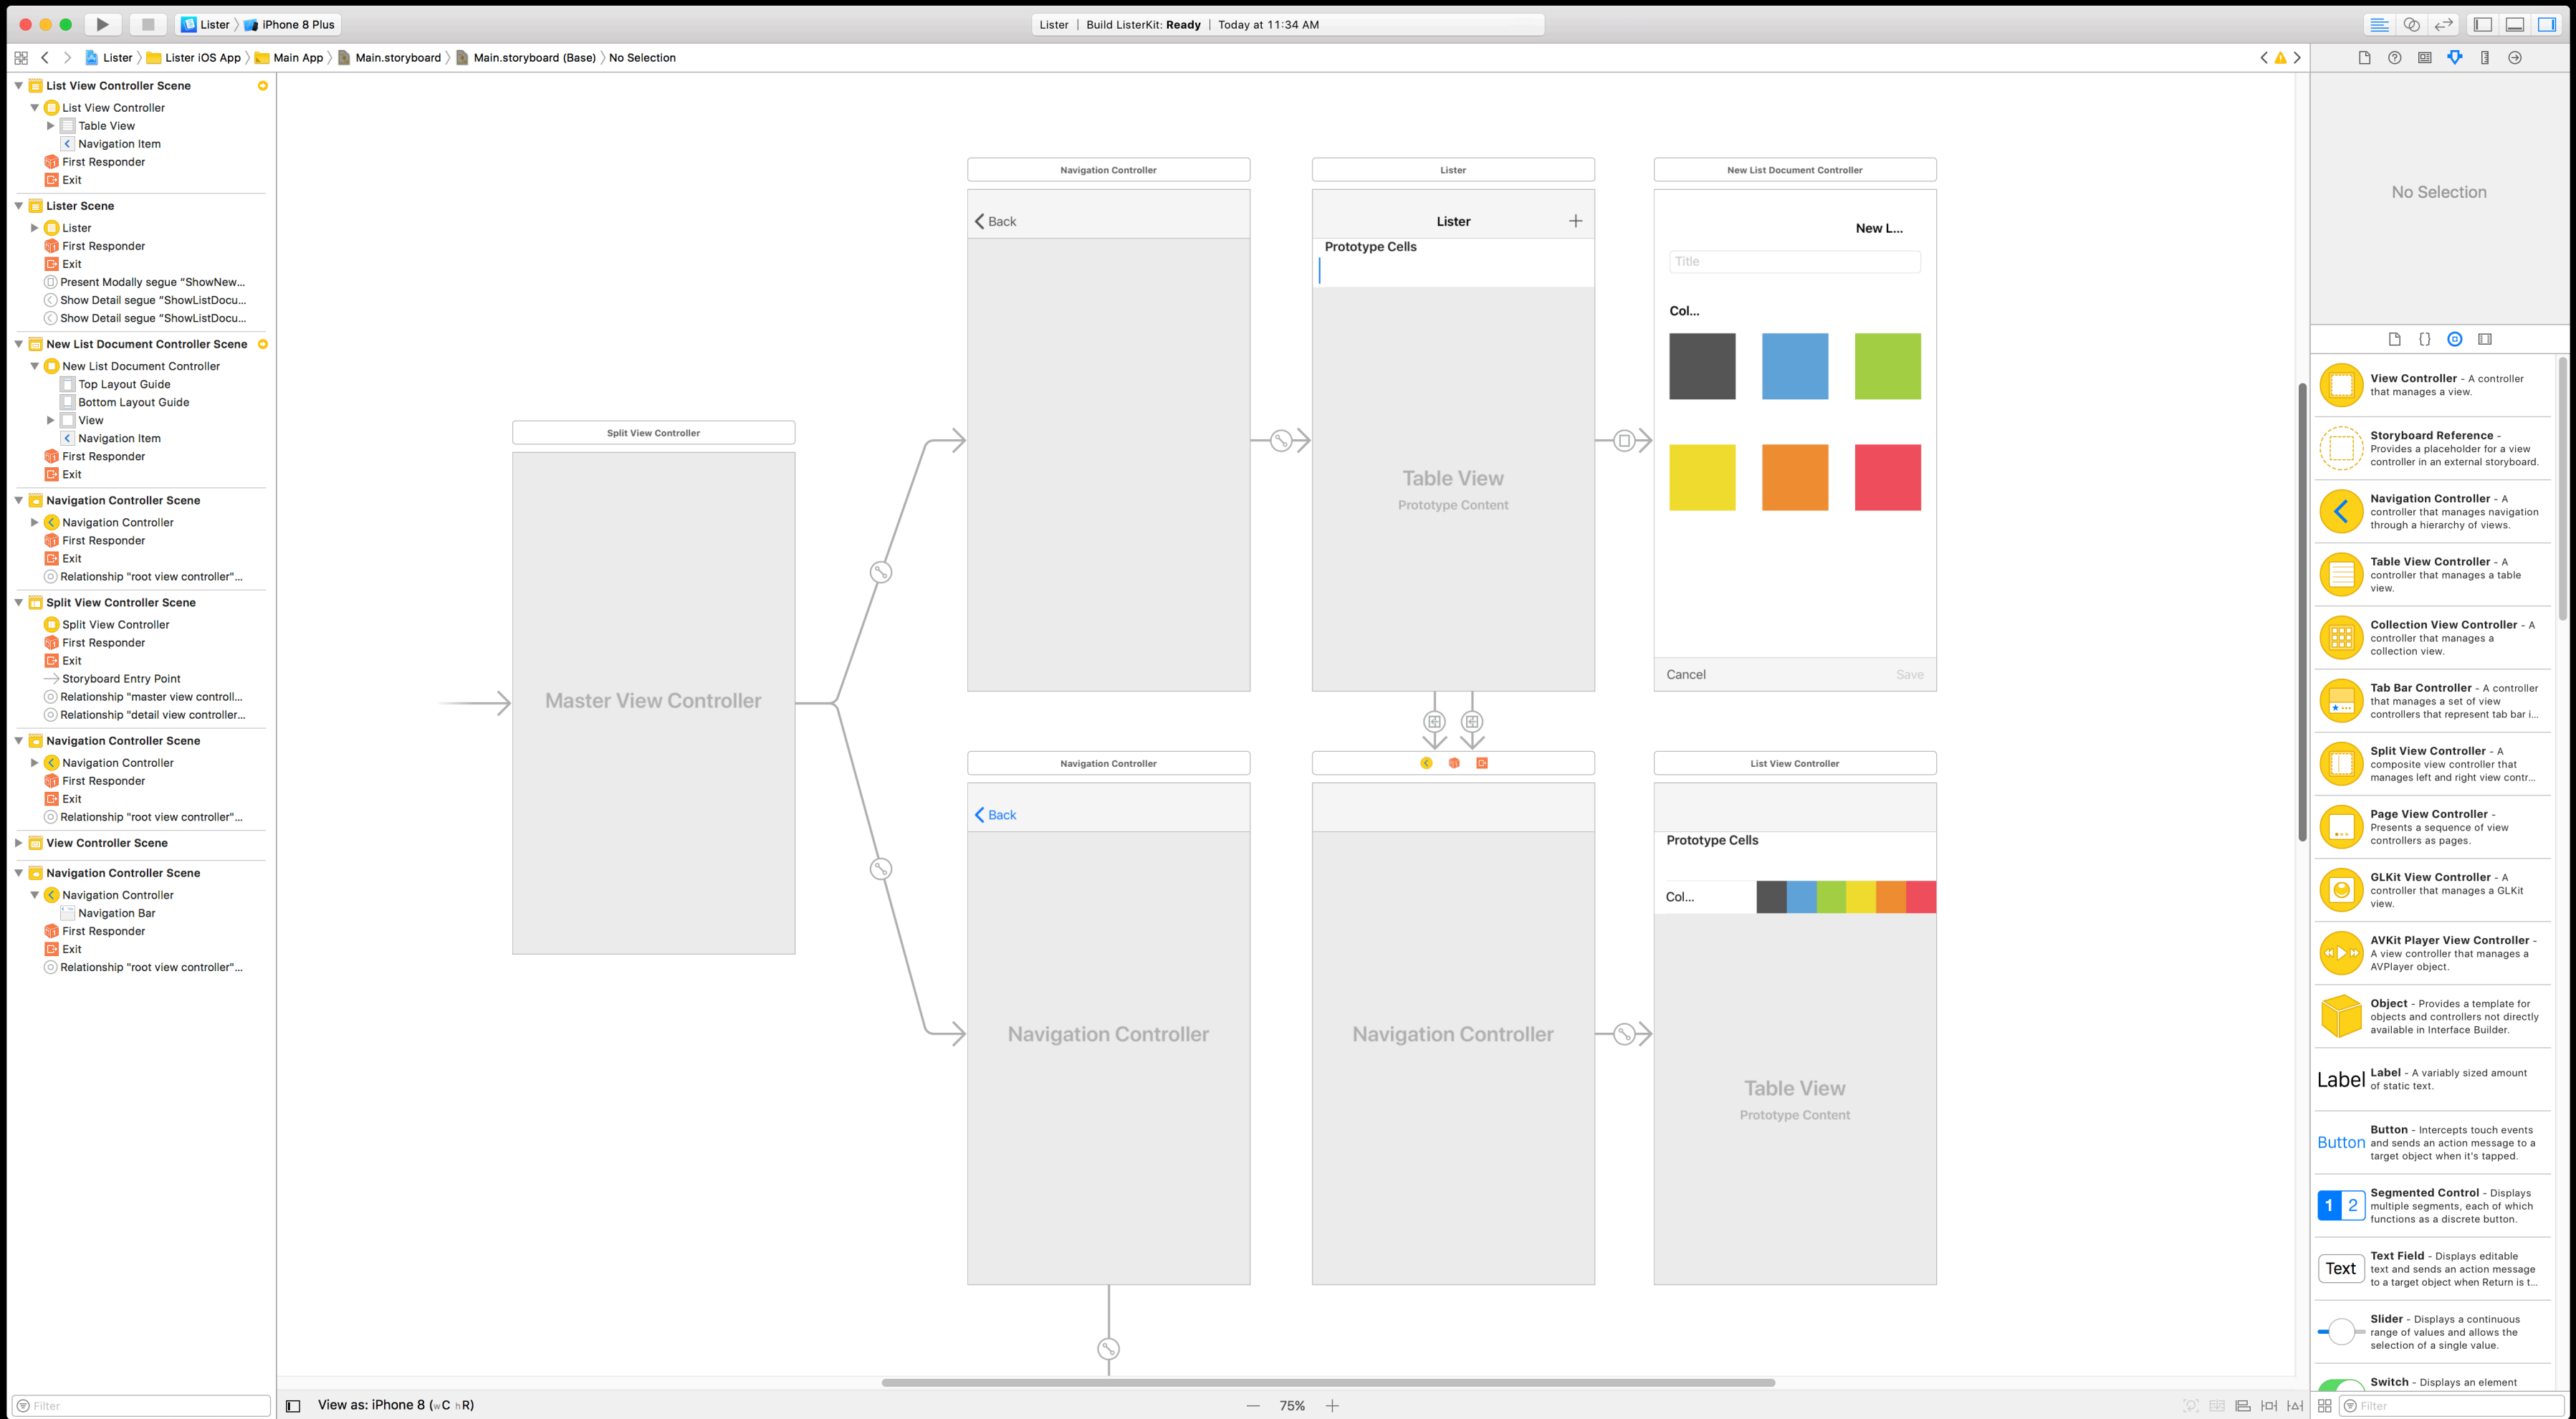 Lister
iPhone 8 Plus
Lister | Build ListerKit: Ready | Today at 11:34 AM
Lister
Lister iOS App
Main App
Main.storyboard
Main.storyboard (Base)
No Selection
List View Controller Scene
List View Controller
Table View
Navigation Item
First Responder
Exit
Lister Scene
Lister
First Responder
Exit
Present Modally segue “ShowNew...
Show Detail segue “ShowListDocu...
Show Detail segue “ShowListDocu...
New List Document Controller Scene
New List Document Controller
Top Layout Guide
Bottom Layout Guide
View
Navigation Item
First Responder
Exit
Navigation Controller Scene
Navigation Controller
First Responder
Exit
Relationship "root view controller"...
Split View Controller Scene
Split View Controller
First Responder
Exit
Storyboard Entry Point
Relationship "master view controll...
Relationship "detail view controller...
Navigation Controller Scene
Navigation Controller
First Responder
Exit
Relationship "root view controller"...
View Controller Scene
Navigation Controller Scene
Navigation Controller
Navigation Bar
First Responder
Exit
Relationship "root view controller"...
Filter
Split View Controller
Master View Controller
Navigation Controller
Back
Lister
Lister
Prototype Cells
Table View
Prototype Content
New List Document Controller
New L...
Title
Col...
Cancel
Save
Navigation Controller
Back
Navigation Controller
Navigation Controller
List View Controller
Prototype Cells
Col...
Table View
Prototype Content
View as: iPhone 8 (wC hR)
75%
No Selection
{}
View Controller - A controller
that manages a view.
Storyboard Reference -
Provides a placeholder for a view
controller in an external storyboard.
Navigation Controller - A
controller that manages navigation
through a hierarchy of views.
Table View Controller - A
controller that manages a table
view.
Collection View Controller - A
controller that manages a
collection view.
Tab Bar Controller - A controller
that manages a set of view
controllers that represent tab bar i...
Split View Controller - A
composite view controller that
manages left and right view contr...
Page View Controller -
Presents a sequence of view
controllers as pages.
GLKit View Controller - A
controller that manages a GLKit
view.
AVKit Player View Controller -
A view controller that manages a
AVPlayer object.
Object - Provides a template for
objects and controllers not directly
available in Interface Builder.
Label
Label - A variably sized amount
of static text.
Button
Button - Intercepts touch events
and sends an action message to a
target object when it's tapped.
1 2
Segmented Control - Displays
multiple segments, each of which
functions as a discrete button.
Text
Text Field - Displays editable
text and sends an action message
to a target object when Return is t...
Slider - Displays a continuous
range of values and allows the
selection of a single value.
Switch - Displays an element
Filter